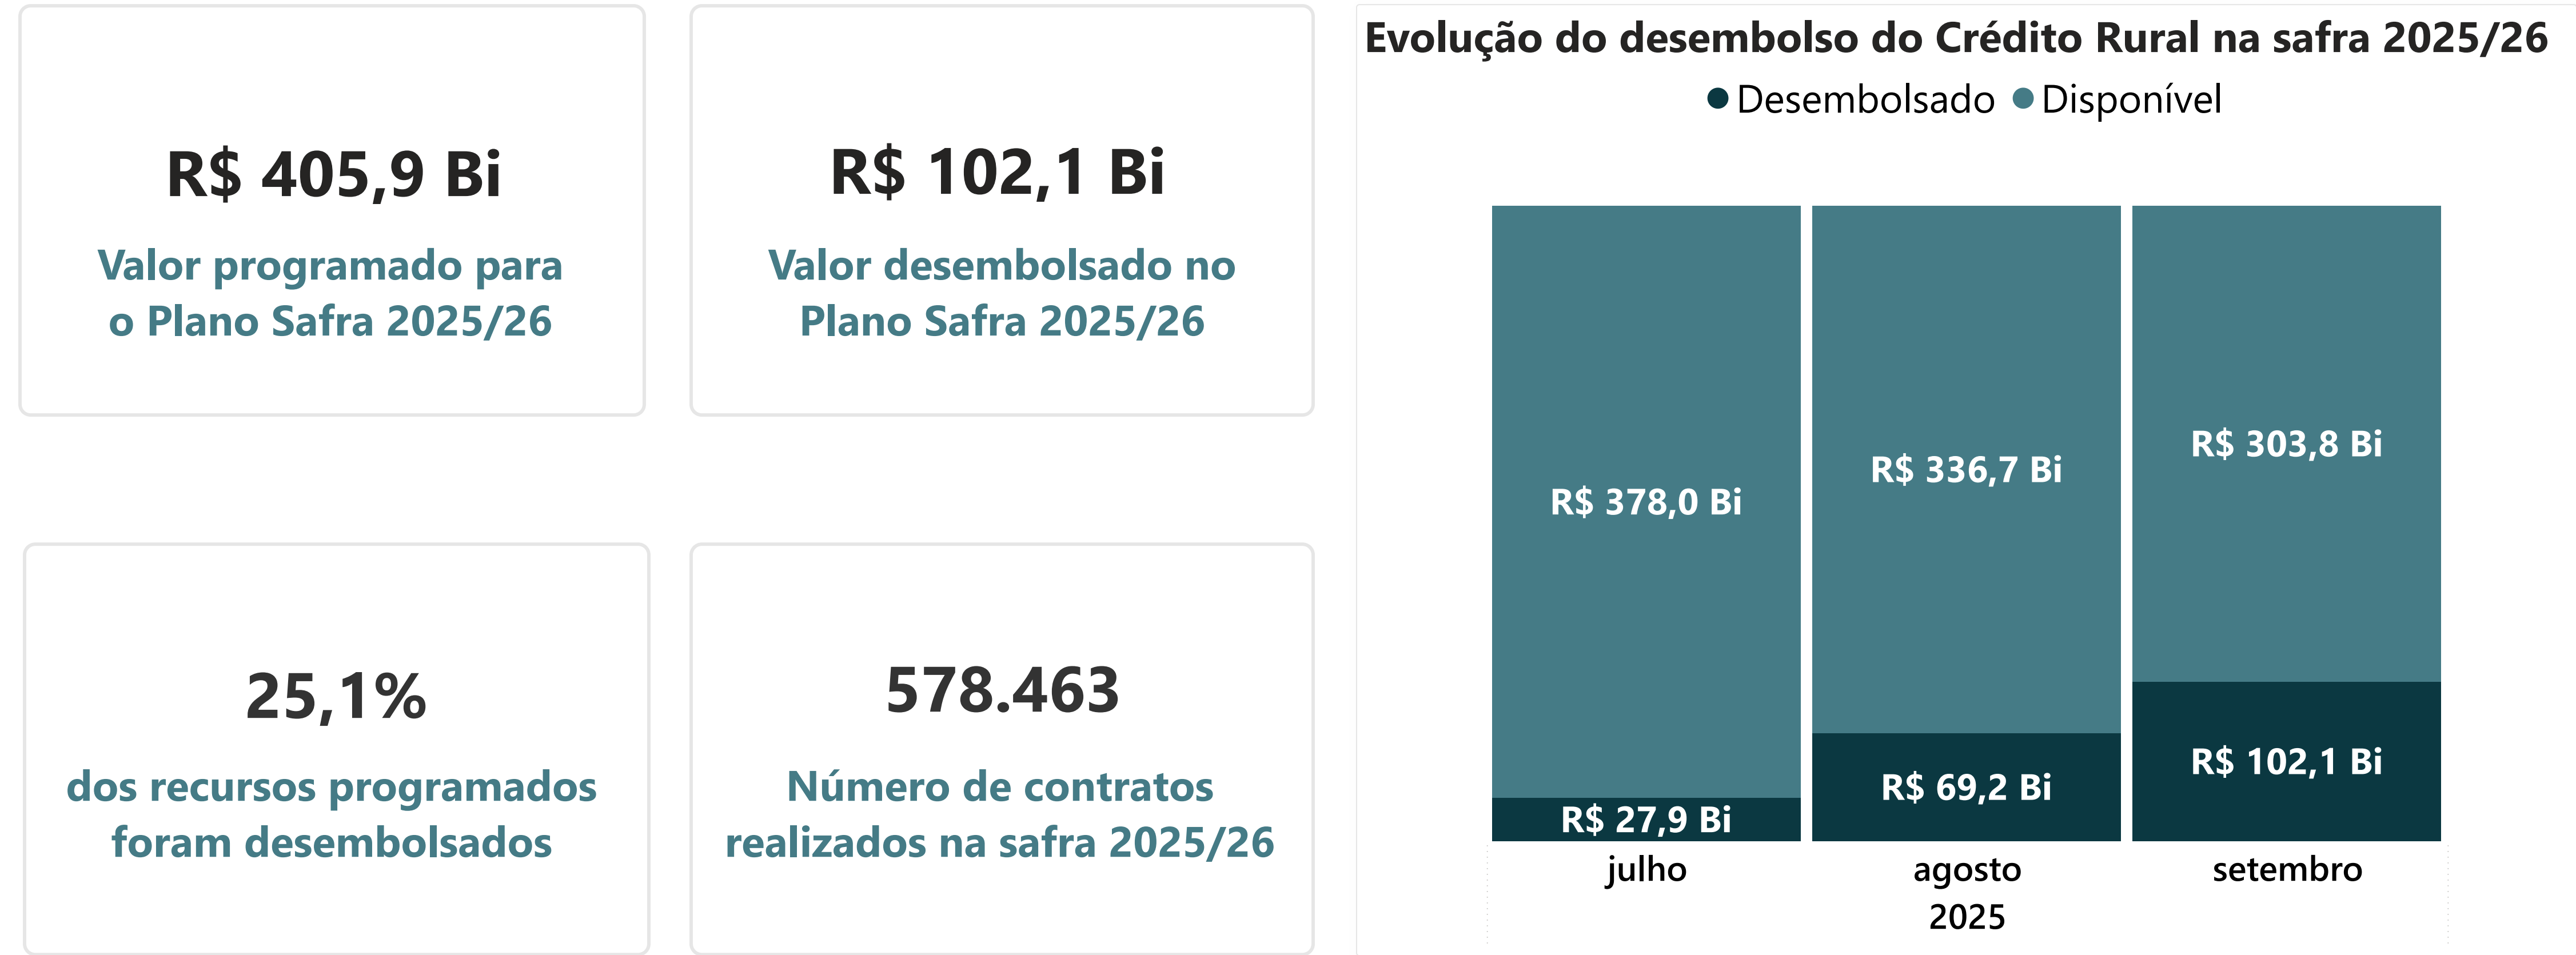 R$ 405,9 Bi
Valor programado para
o Plano Safra 2025/26
R$ 102,1 Bi
Valor desembolsado no
Plano Safra 2025/26
25,1%
dos recursos programados
foram desembolsados
578.463
Número de contratos
realizados na safra 2025/26
Evolução do desembolso do Crédito Rural na safra 2025/26
Desembolsado Disponível
R$ 378,0 Bi
R$ 336,7 Bi
R$ 303,8 Bi
R$ 27,9 Bi
R$ 69,2 Bi
R$ 102,1 Bi
julho agosto setembro
2025